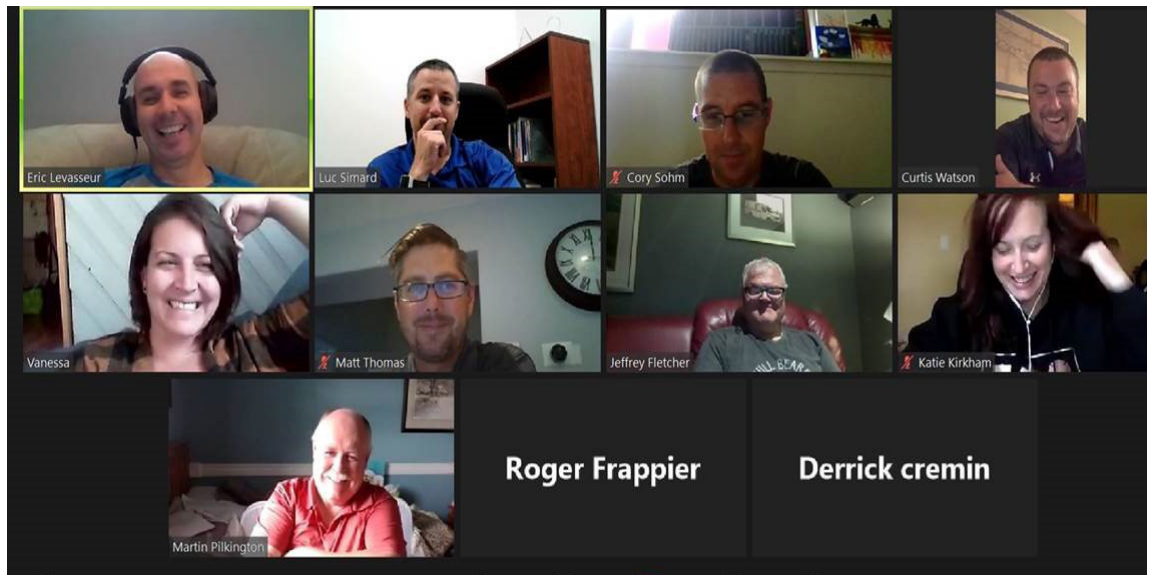 Eric Levasseur
Luc Simard
Cory Sohm
Curtis Watson
Vanessa
Matt Thomas
Jeffrey Fletcher
Katie Kirkham
Martin Pilkington
Roger Frappier
Derrick cremin